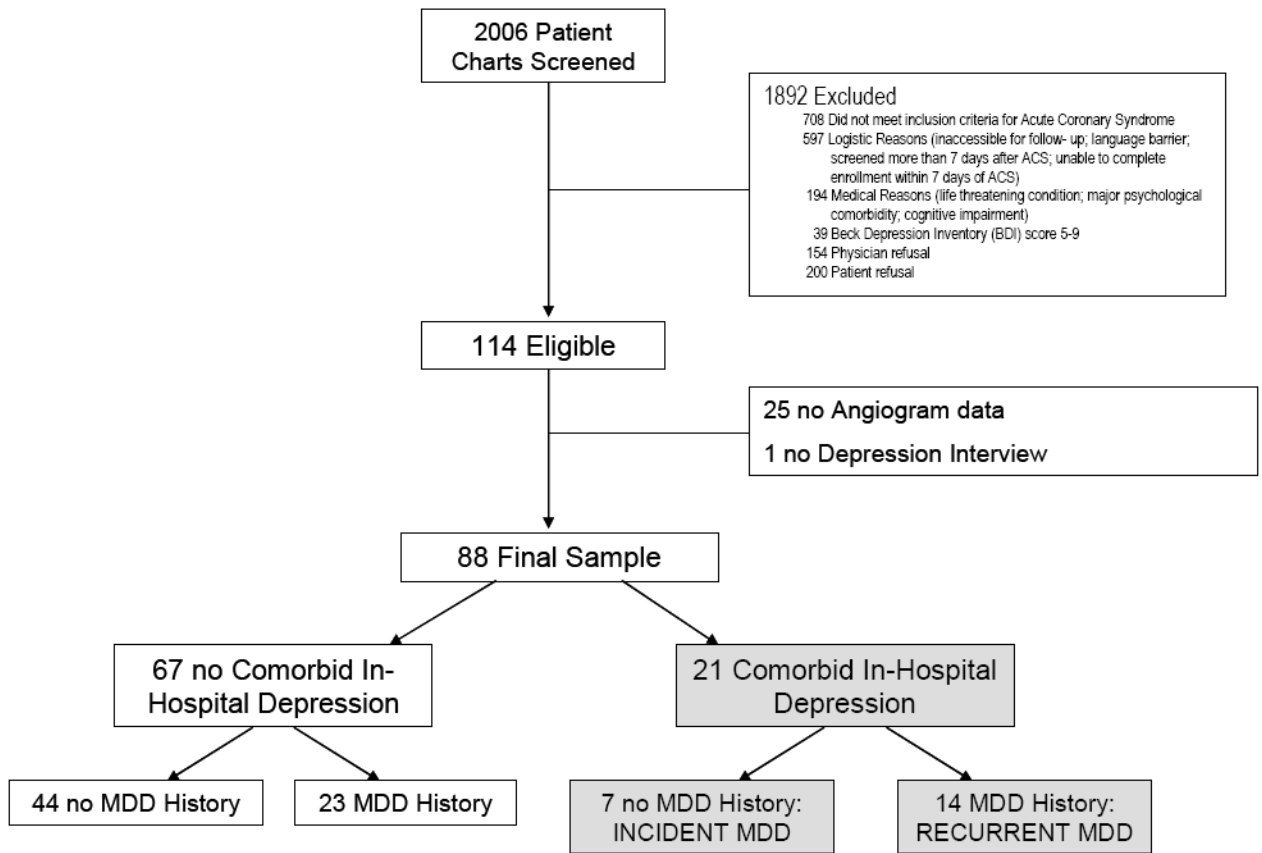 2006 Patient
Charts Screened
1892 Excluded
708 Did not meet inclusion criteria for Acute Coronary Syndrome
597 Logistic Reasons (inaccessible for follow- up; language barrier;
screened more than 7 days after ACS; unable to complete
enrollment within 7 days of ACS)
194 Medical Reasons (life threatening condition; major psychological
comorbidity; cognitive impairment)
39 Beck Depression Inventory (BDI) score 5-9
154 Physician refusal
200 Patient refusal
114 Eligible
25 no Angiogram data
1 no Depression Interview
88 Final Sample
67 no Comorbid In-
Hospital Depression
21 Comorbid In-Hospital
Depression
44 no MDD History
23 MDD History
7 no MDD History:
INCIDENT MDD
14 MDD History:
RECURRENT MDD